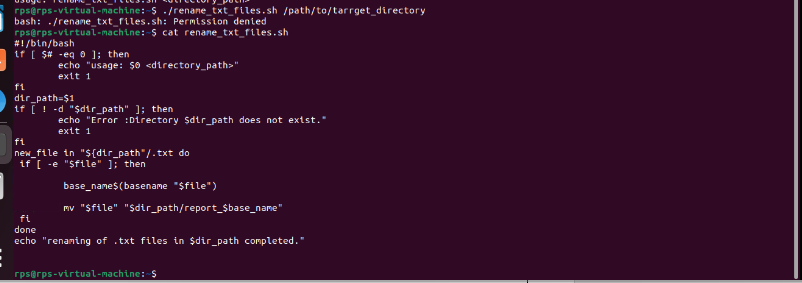 usage: rename_txt_files.sh <directory_path>
rps@rps-virtual-machine:~$ ./rename_txt_files.sh /path/to/tarrget_directory
bash: ./rename_txt_files.sh: Permission denied
rps@rps-virtual-machine:~$ cat rename_txt_files.sh
#!/bin/bash
if [ $# -eq 0 ]; then
        echo "usage: $0 <directory_path>"
        exit 1
fi
dir_path=$1
if [ ! -d "$dir_path" ]; then
        echo "Error :Directory $dir_path does not exist."
        exit 1
fi
new_file in "${dir_path"/.txt do
 if [ -e "$file" ]; then
         base_name$(basename "$file")
         mv "$file" "$dir_path/report_$base_name"
 fi
done
echo "renaming of .txt files in $dir_path completed."
rps@rps-virtual-machine:~$